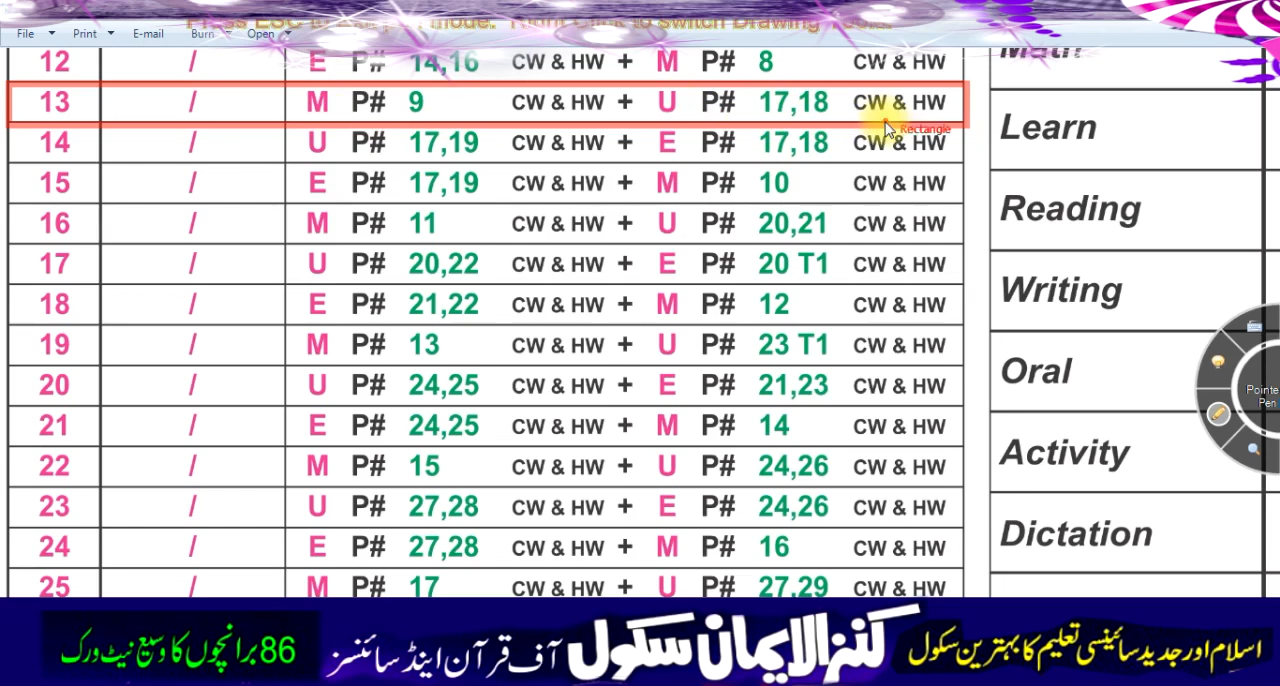 Press ESC to mode. Right Click to Switch Drawing
File Print E-mail Burn Open
12 / E P# 14,16 CW & HW + M P# 8 CW & HW
13 / M P# 9 CW & HW + U P# 17,18 CW & HW
Rectangle
14 / U P# 17,19 CW & HW + E P# 17,18 CW & HW
15 / E P# 17,19 CW & HW + M P# 10 CW & HW
16 / M P# 11 CW & HW + U P# 20,21 CW & HW
17 / U P# 20,22 CW & HW + E P# 20 T1 CW & HW
18 / E P# 21,22 CW & HW + M P# 12 CW & HW
19 / M P# 13 CW & HW + U P# 23 T1 CW & HW
20 / U P# 24,25 CW & HW + E P# 21,23 CW & HW
21 / E P# 24,25 CW & HW + M P# 14 CW & HW
22 / M P# 15 CW & HW + U P# 24,26 CW & HW
23 / U P# 27,28 CW & HW + E P# 24,26 CW & HW
24 / E P# 27,28 CW & HW + M P# 16 CW & HW
25 / M P# 17 CW & HW + U P# 27,29 CW & HW
Math
Learn
Reading
Writing
Oral
Activity
Dictation
Pointe
Pen
اسلام اور جدید سائینسی تعلیم کا بہترین سکول کنزالایمان سکول آف قرآن اینڈ سائنسز 86 برانچوں کا وسیع نیٹ ورک